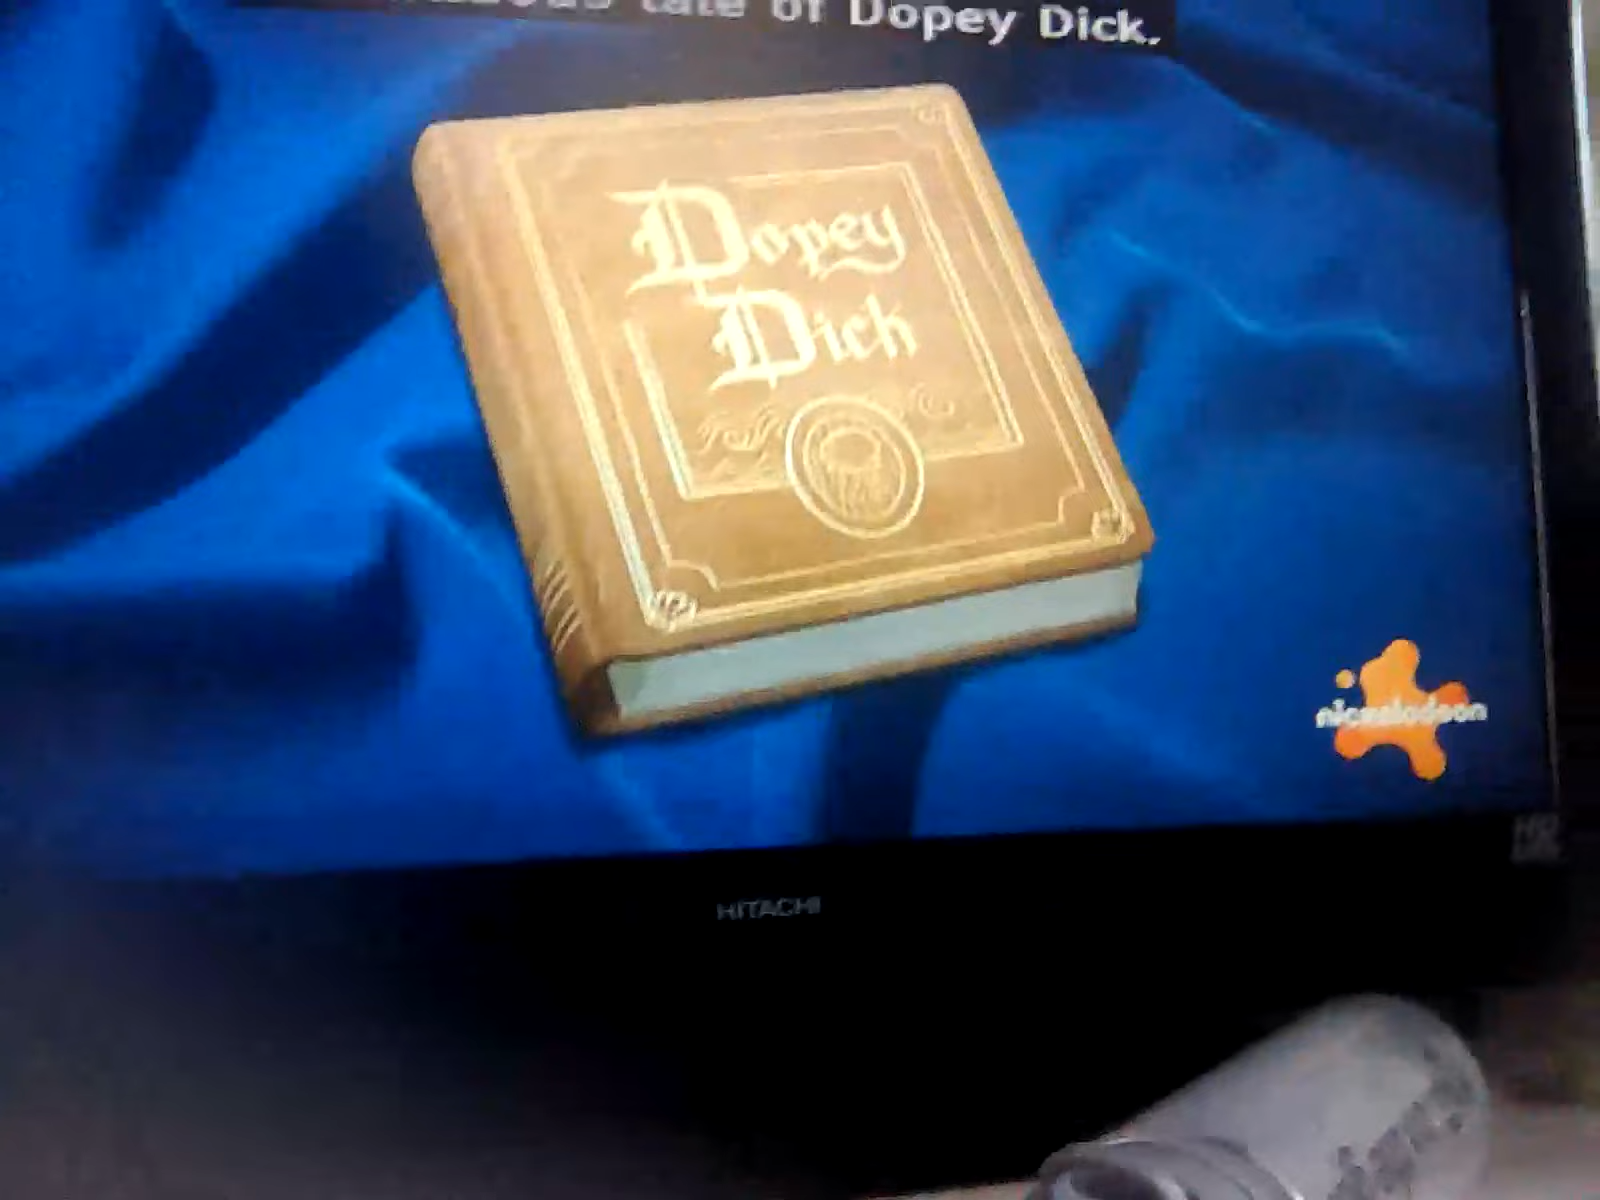 tale of Dopey Dick.
Dopey
Dick
nickelodeon
HITACHI